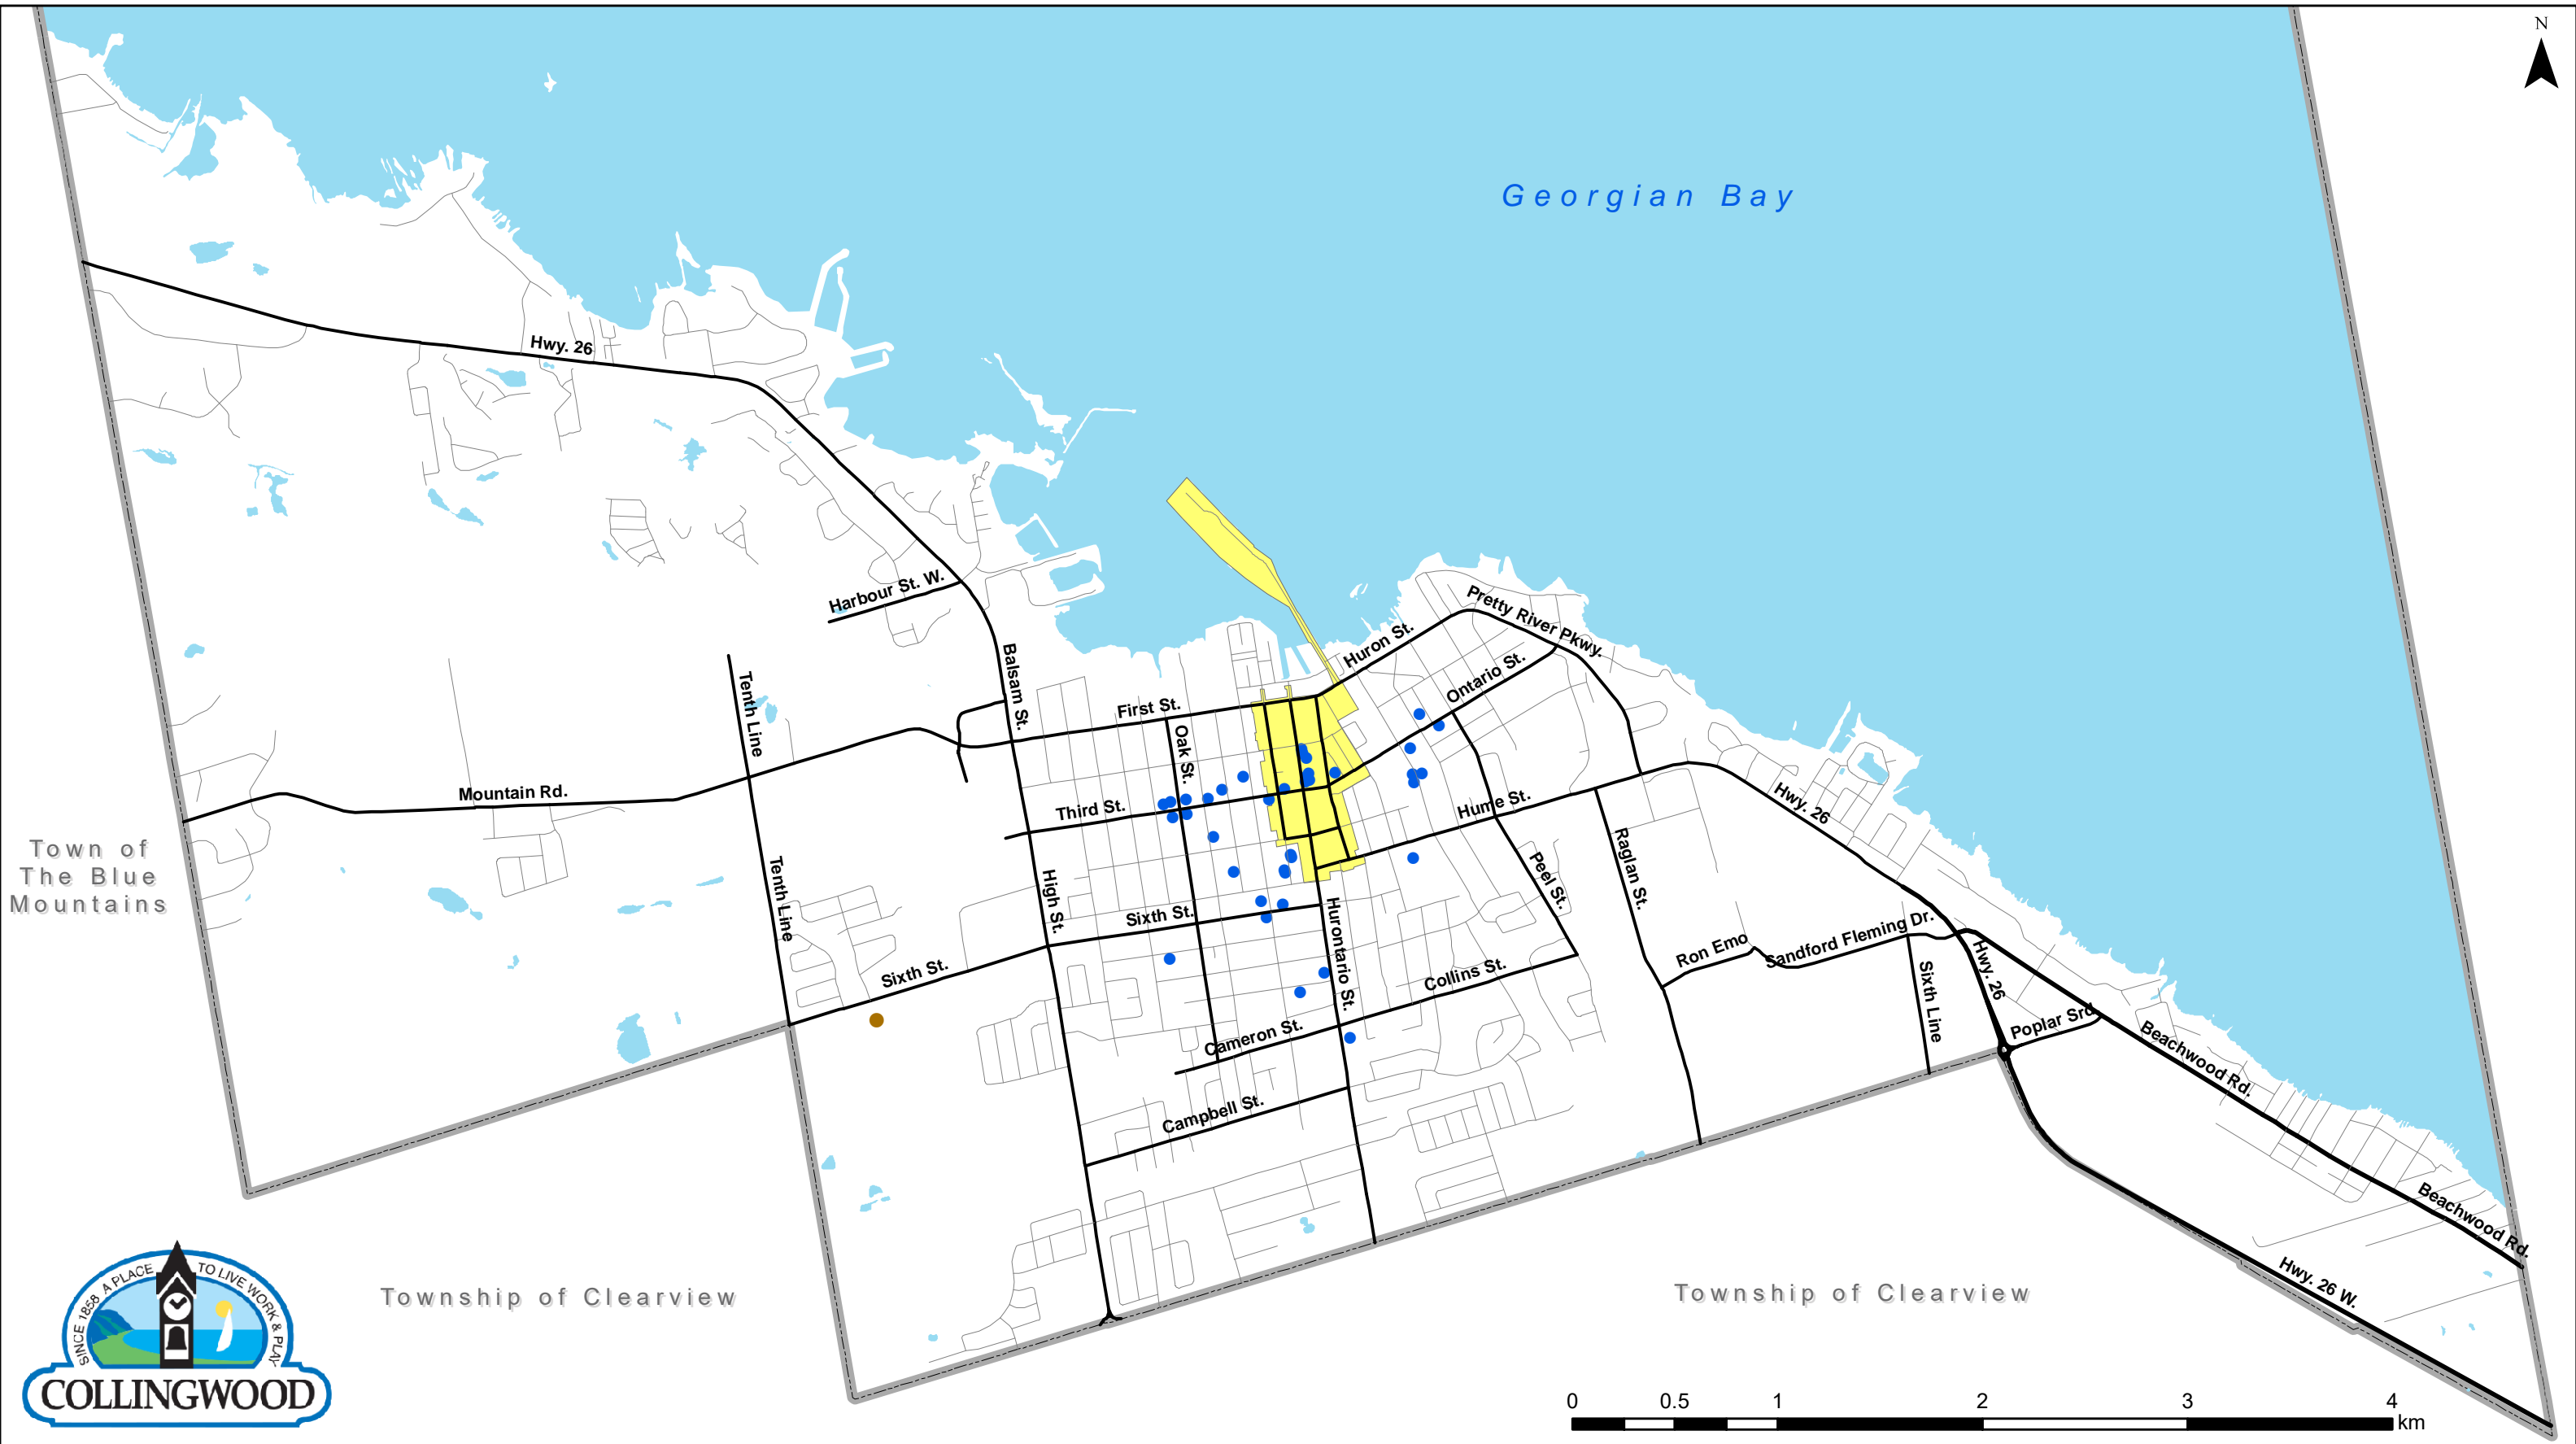 N
Georgian Bay
Hwy. 26
Harbour St. W.
Pretty River Pkwy.
Huron St.
Ontario St.
Balsam St.
Tenth Line
First St.
Oak St.
Mountain Rd.
Third St.
Hume St.
Hwy. 26
Town of
The Blue
Mountains
Tenth Line
High St.
Raglan St.
Peel St.
Sixth St.
Hurontario St.
Sandford Fleming Dr.
Ron Emo
Sixth St.
Collins St.
Hwy. 26
Sixth Line
Cameron St.
Poplar Srd
Beachwood Rd.
Campbell St.
Beachwood Rd.
Hwy. 26 W.
Township of Clearview
Township of Clearview
SINCE 1858 A PLACE TO LIVE WORK & PLAY
COLLINGWOOD
0 0.5 1 2 3 4
km